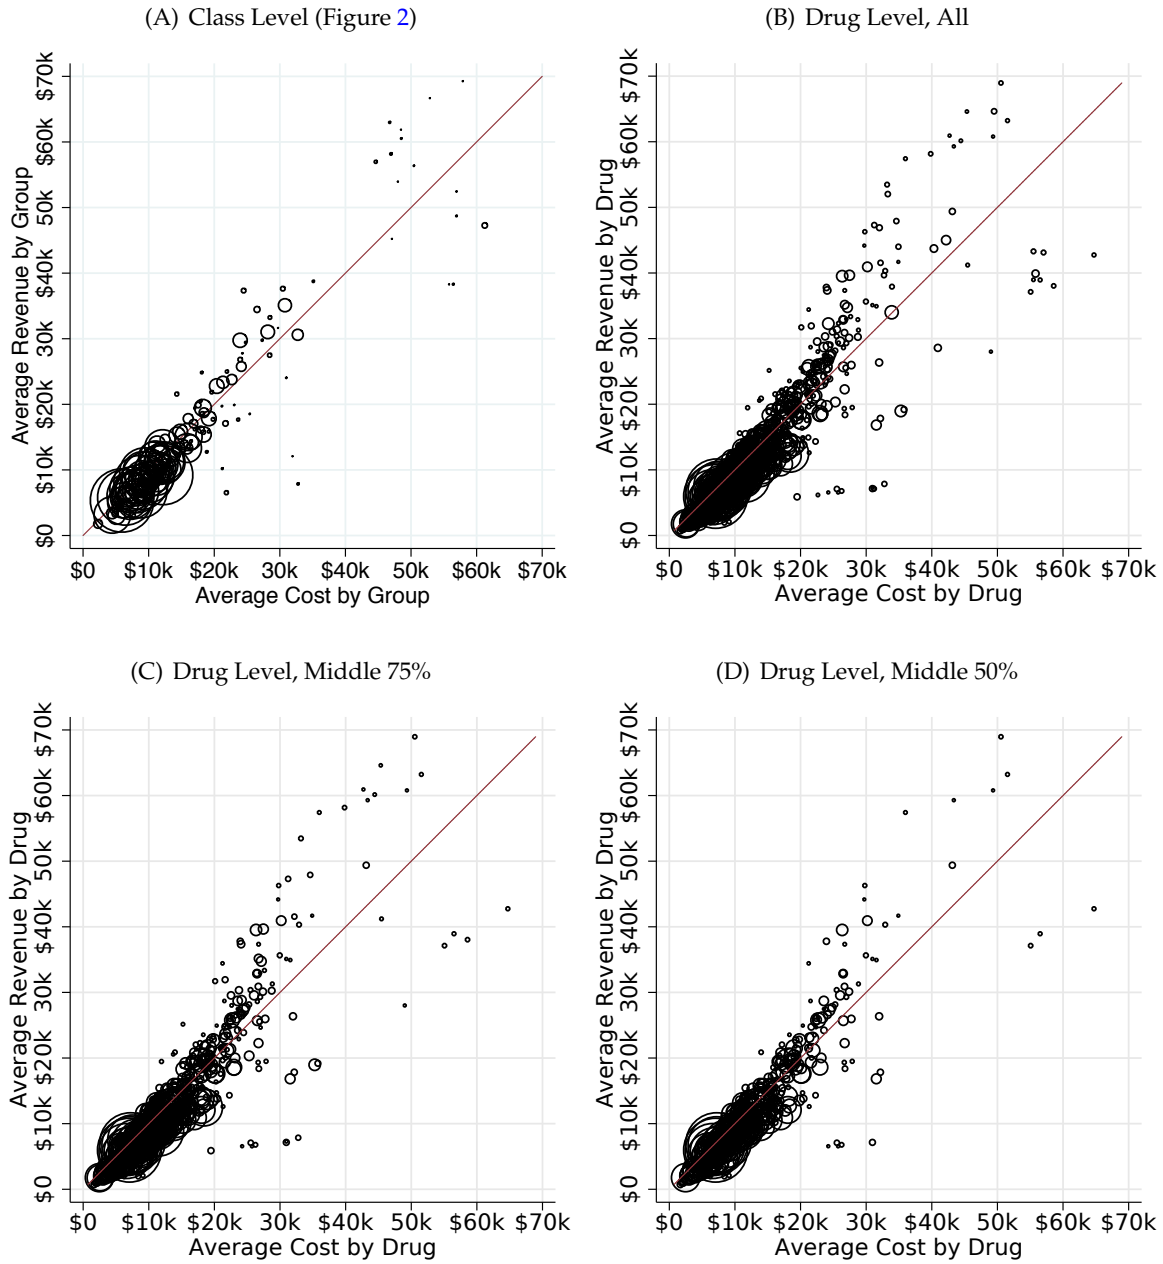 (A) Class Level (Figure 2)
Average Revenue by Group
$0 $10k $20k $30k $40k 50k $60k $70k
$0 $10k $20k 30k $40k 50k $60k $70k
Average Cost by Group
(B) Drug Level, All
Average Revenue by Drug
$0 $10k $20k 30k $40k 50k $60k $70k
$0 $10k $20k 30k $40k 50k $60k $70k
Average Cost by Drug
(C) Drug Level, Middle 75%
Average Revenue by Drug
$0 $10k $20k 30k $40k 50k $60k $70k
$0 $10k $20k 30k $40k 50k $60k $70k
Average Cost by Drug
(D) Drug Level, Middle 50%
Average Revenue by Drug
$0 $10k $20k 30k $40k 50k $60k $70k
$0 $10k $20k 30k $40k 50k $60k $70k
Average Cost by Drug